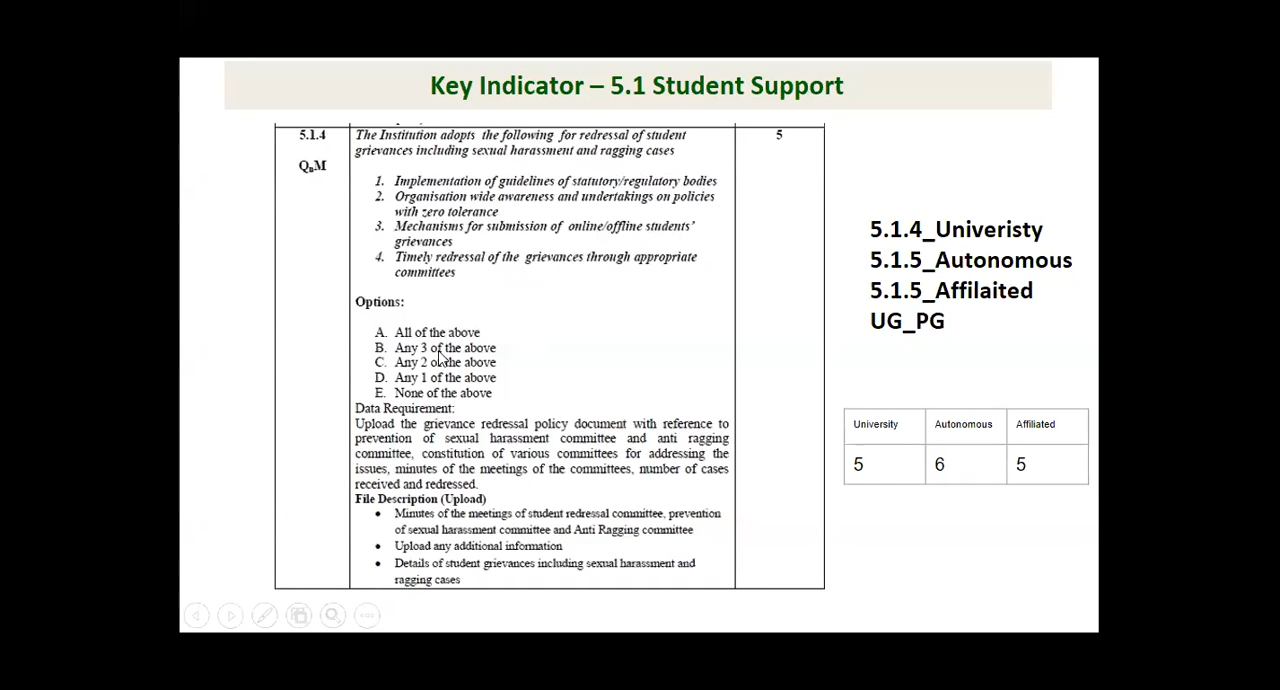 Key Indicator – 5.1 Student Support
5.1.4
QnM
The Institution adopts the following for redressal of student
grievances including sexual harassment and ragging cases
1. Implementation of guidelines of statutory/regulatory bodies
2. Organisation wide awareness and undertakings on policies
with zero tolerance
3. Mechanisms for submission of online/offline students'
grievances
4. Timely redressal of the grievances through appropriate
committees
Options:
A. All of the above
B. Any 3 of the above
C. Any 2 of the above
D. Any 1 of the above
E. None of the above
Data Requirement:
Upload the grievance redressal policy document with reference to
prevention of sexual harassment committee and anti ragging
committee, constitution of various committees for addressing the
issues, minutes of the meetings of the committees, number of cases
received and redressed.
File Description (Upload)
• Minutes of the meetings of student redressal committee, prevention
of sexual harassment committee and Anti Ragging committee
• Upload any additional information
• Details of student grievances including sexual harassment and
ragging cases
5
5.1.4_Univeristy
5.1.5_Autonomous
5.1.5_Affilaited
UG_PG
University Autonomous Affiliated
5 6 5